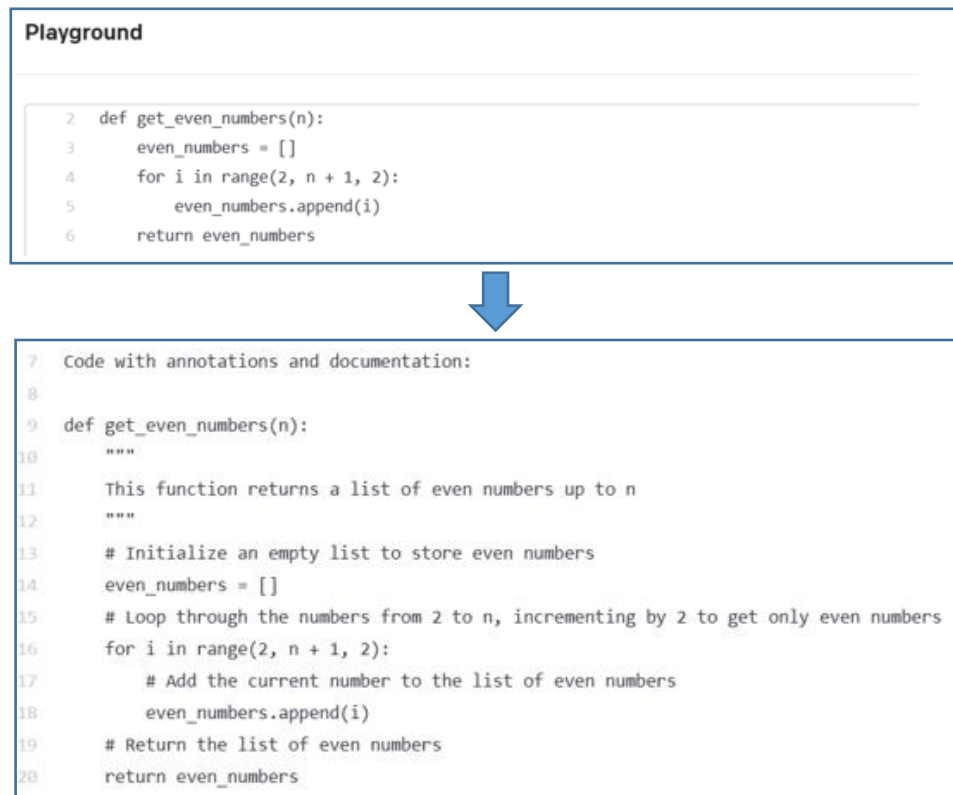 Playground
2 def get_even_numbers(n):
3 even_numbers = []
4 for i in range(2, n + 1, 2):
5 even_numbers.append(i)
6 return even_numbers
7 Code with annotations and documentation:
8
9 def get_even_numbers(n):
10 """
11 This function returns a list of even numbers up to n
12 """
13 # Initialize an empty list to store even numbers
14 even_numbers = []
15 # Loop through the numbers from 2 to n, incrementing by 2 to get only even numbers
16 for i in range(2, n + 1, 2):
17 # Add the current number to the list of even numbers
18 even_numbers.append(i)
19 # Return the list of even numbers
20 return even_numbers